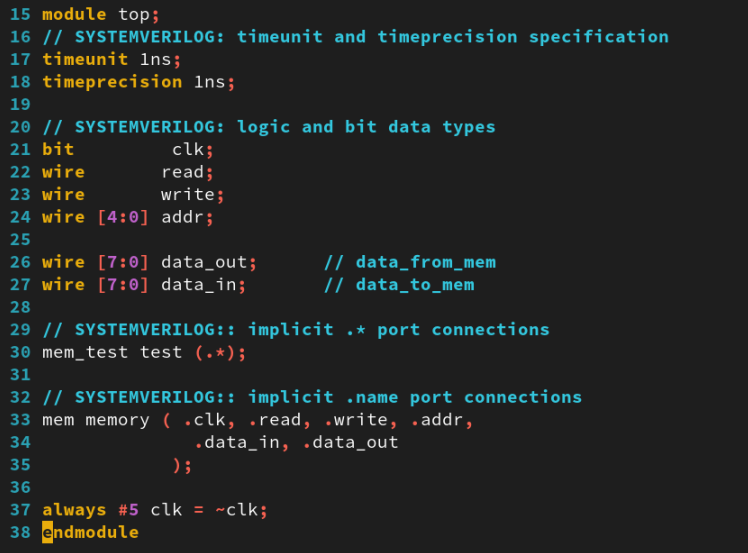 15 module top;
16 // SYSTEMVERILOG: timeunit and timeprecision specification
17 timeunit 1ns;
18 timeprecision 1ns;
19
20 // SYSTEMVERILOG: logic and bit data types
21 bit         clk;
22 wire       read;
23 wire       write;
24 wire [4:0] addr;
25
26 wire [7:0] data_out;      // data_from_mem
27 wire [7:0] data_in;       // data_to_mem
28
29 // SYSTEMVERILOG:: implicit .* port connections
30 mem_test test (.*);
31
32 // SYSTEMVERILOG:: implicit .name port connections
33 mem memory ( .clk, .read, .write, .addr,
34               .data_in, .data_out
35             );
36
37 always #5 clk = ~clk;
38 endmodule